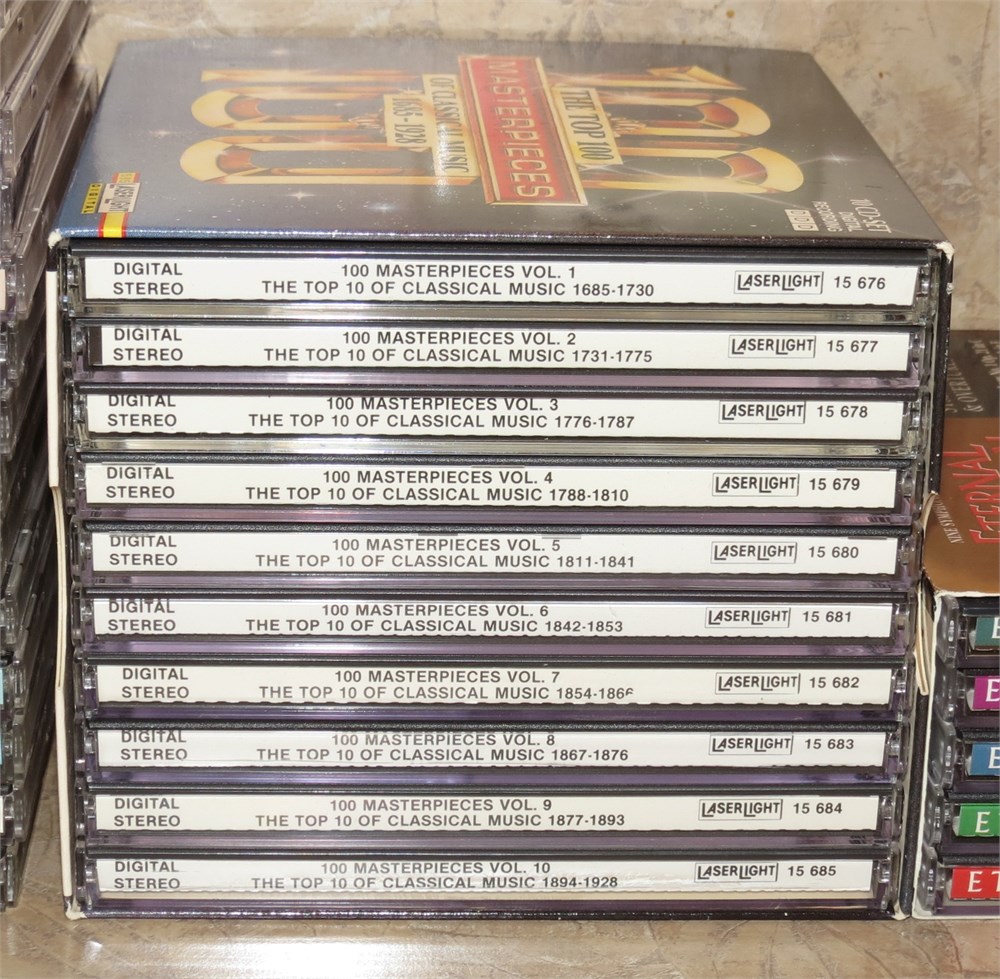 100
THE TOP 100
MASTERPIECES
OF CLASSICAL MUSIC
1685-1928
10 CD-SET
DIGITAL
RECORDING
DDD
LASERLIGHT
DIGITAL
DIGITAL STEREO
100 MASTERPIECES VOL. 1
THE TOP 10 OF CLASSICAL MUSIC 1685-1730
LASERLIGHT 15 676
DIGITAL STEREO
100 MASTERPIECES VOL. 2
THE TOP 10 OF CLASSICAL MUSIC 1731-1775
LASERLIGHT 15 677
DIGITAL STEREO
100 MASTERPIECES VOL. 3
THE TOP 10 OF CLASSICAL MUSIC 1776-1787
LASERLIGHT 15 678
DIGITAL STEREO
100 MASTERPIECES VOL. 4
THE TOP 10 OF CLASSICAL MUSIC 1788-1810
LASERLIGHT 15 679
DIGITAL STEREO
100 MASTERPIECES VOL. 5
THE TOP 10 OF CLASSICAL MUSIC 1811-1841
LASERLIGHT 15 680
DIGITAL STEREO
100 MASTERPIECES VOL. 6
THE TOP 10 OF CLASSICAL MUSIC 1842-1853
LASERLIGHT 15 681
DIGITAL STEREO
100 MASTERPIECES VOL. 7
THE TOP 10 OF CLASSICAL MUSIC 1854-1866
LASERLIGHT 15 682
DIGITAL STEREO
100 MASTERPIECES VOL. 8
THE TOP 10 OF CLASSICAL MUSIC 1867-1876
LASERLIGHT 15 683
DIGITAL STEREO
100 MASTERPIECES VOL. 9
THE TOP 10 OF CLASSICAL MUSIC 1877-1893
LASERLIGHT 15 684
DIGITAL STEREO
100 MASTERPIECES VOL. 10
THE TOP 10 OF CLASSICAL MUSIC 1894-1928
LASERLIGHT 15 685
ETERNAL
E
E
E
E
ET